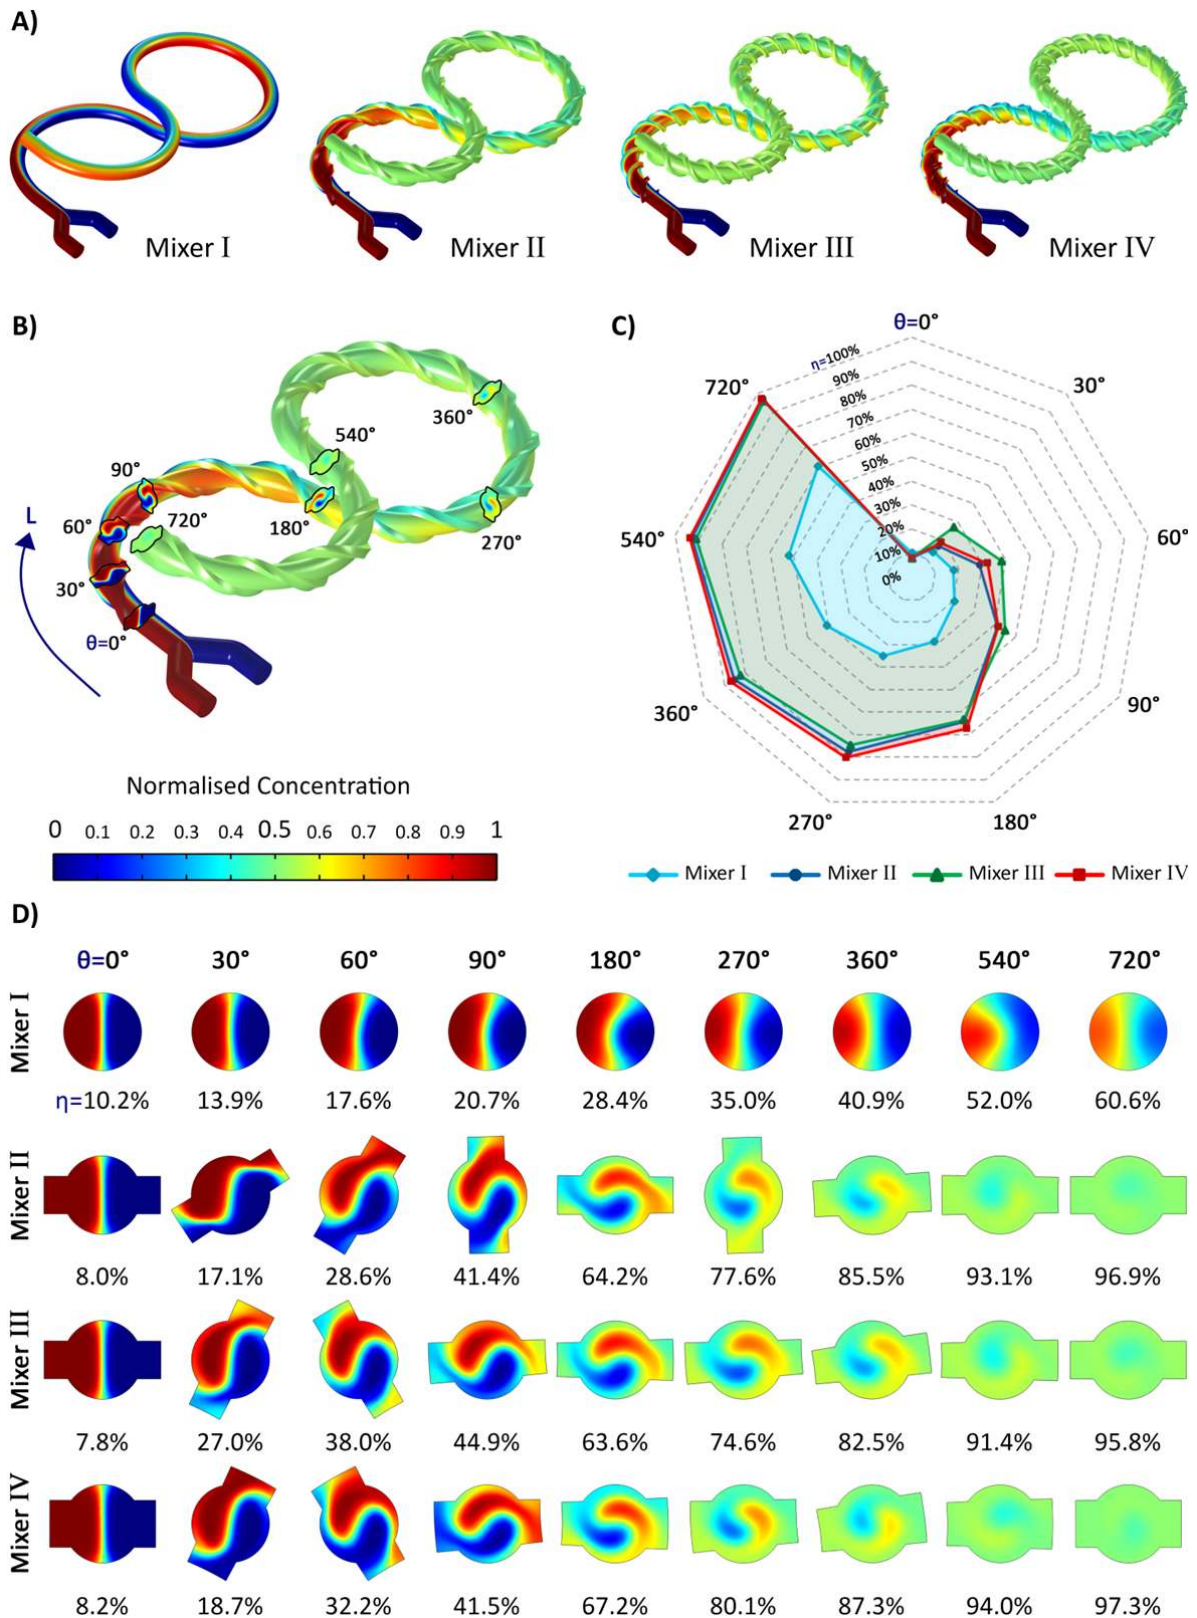 A)
Mixer I
Mixer II
Mixer III
Mixer IV
B)
360°
540°
90°
60°
720°
180°
270°
L
30°
θ=0°
Normalised Concentration
0 0.1 0.2 0.3 0.4 0.5 0.6 0.7 0.8 0.9 1
C)
θ=0°
30°
60°
90°
180°
270°
360°
540°
720°
η=100%
90%
80%
70%
60%
50%
40%
30%
20%
10%
0%
Mixer I Mixer II Mixer III Mixer IV
D)
θ=0° 30° 60° 90° 180° 270° 360° 540° 720°
Mixer I
η=10.2% 13.9% 17.6% 20.7% 28.4% 35.0% 40.9% 52.0% 60.6%
Mixer II
8.0% 17.1% 28.6% 41.4% 64.2% 77.6% 85.5% 93.1% 96.9%
Mixer III
7.8% 27.0% 38.0% 44.9% 63.6% 74.6% 82.5% 91.4% 95.8%
Mixer IV
8.2% 18.7% 32.2% 41.5% 67.2% 80.1% 87.3% 94.0% 97.3%